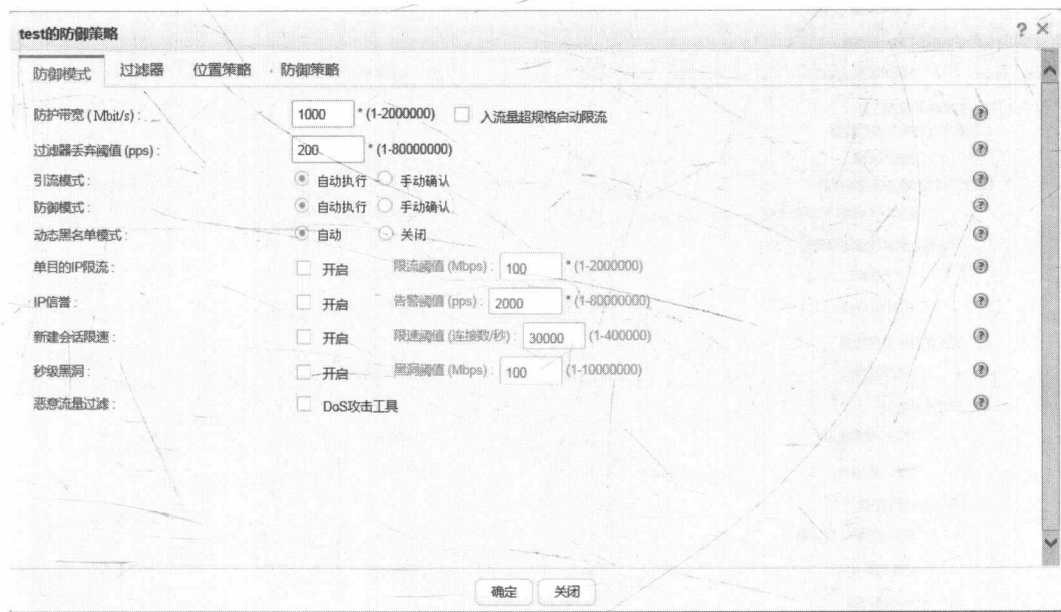 test的防御策略 ? ×
防御模式 过滤器 位置策略 防御策略
防护带宽(Mbit/s): 1000 *(1-2000000) 入流量超规格启动限流 ?
过滤器丢弃阈值(pps): 200 *(1-80000000) ?
引流模式: 自动执行 手动确认 ?
防御模式: 自动执行 手动确认 ?
动态黑名单模式: 自动 关闭 ?
单目的IP限流: 开启 限流阈值(Mbps): 100 *(1-2000000) ?
IP信誉: 开启 告警阈值(pps): 2000 *(1-80000000) ?
新建会话限速: 开启 限速阈值(连接数/秒): 30000 (1-400000) ?
秒级黑洞: 开启 黑洞阈值(Mbps): 100 (1-10000000) ?
恶意流量过滤: DoS攻击工具 ?
确定 关闭